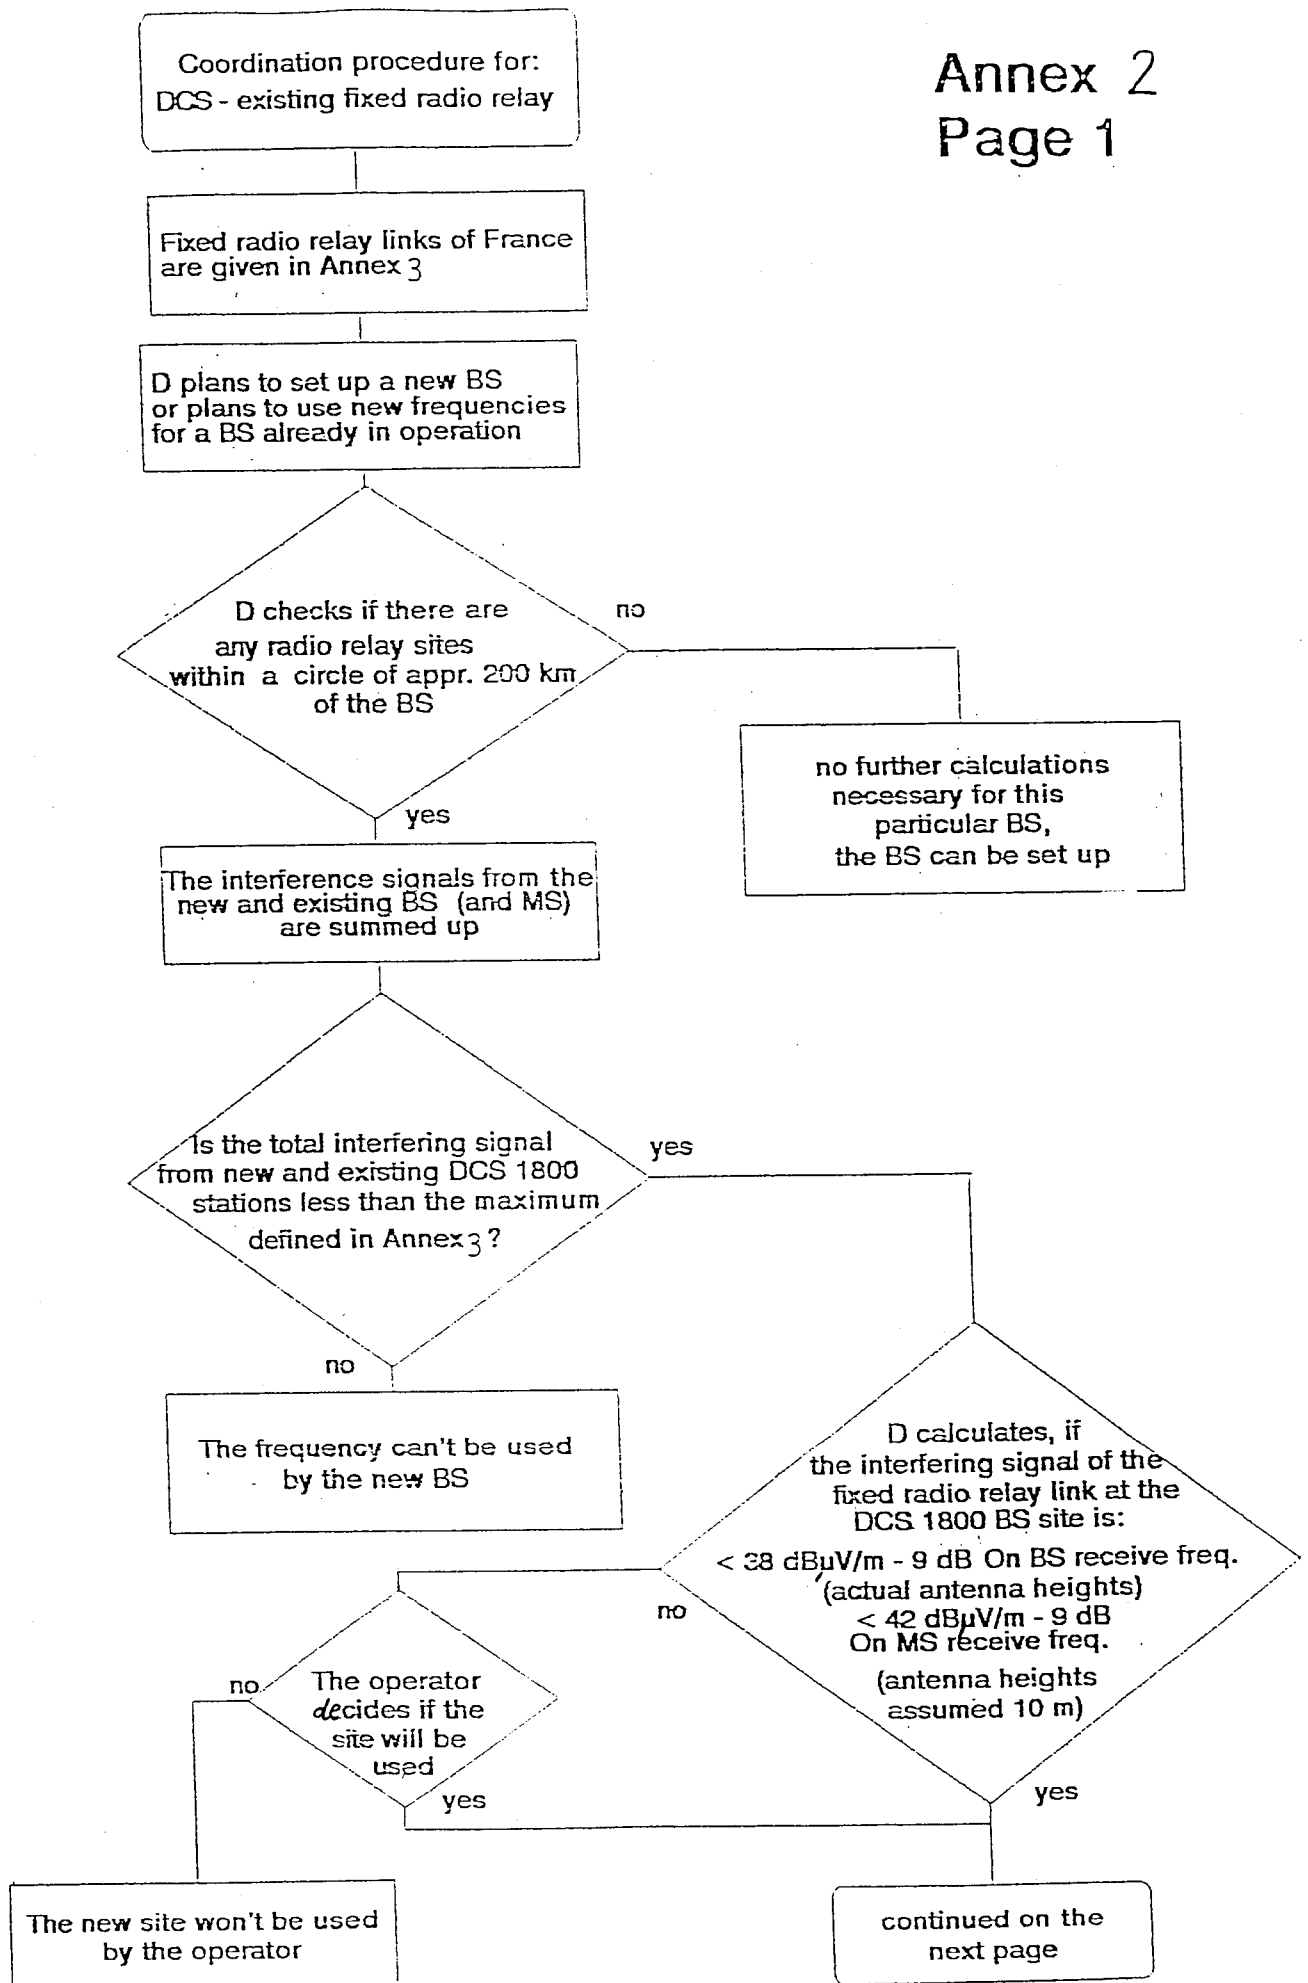 Annex 2
Page 1
Coordination procedure for:
DCS - existing fixed radio relay
Fixed radio relay links of France
are given in Annex 3
D plans to set up a new BS
or plans to use new frequencies
for a BS already in operation
D checks if there are
any radio relay sites
within a circle of appr. 200 km
of the BS
no
no further calculations
necessary for this
particular BS,
the BS can be set up
yes
The interference signals from the
new and existing BS (and MS)
are summed up
Is the total interfering signal
from new and existing DCS 1800
stations less than the maximum
defined in Annex 3 ?
yes
no
The frequency can't be used
by the new BS
D calculates, if
the interfering signal of the
fixed radio relay link at the
DCS 1800 BS site is:
< 38 dBµV/m - 9 dB On BS receive freq.
(actual antenna heights)
< 42 dBµV/m - 9 dB
On MS receive freq.
(antenna heights
assumed 10 m)
no
yes
The operator
decides if the
site will be
used
no
yes
The new site won't be used
by the operator
continued on the
next page